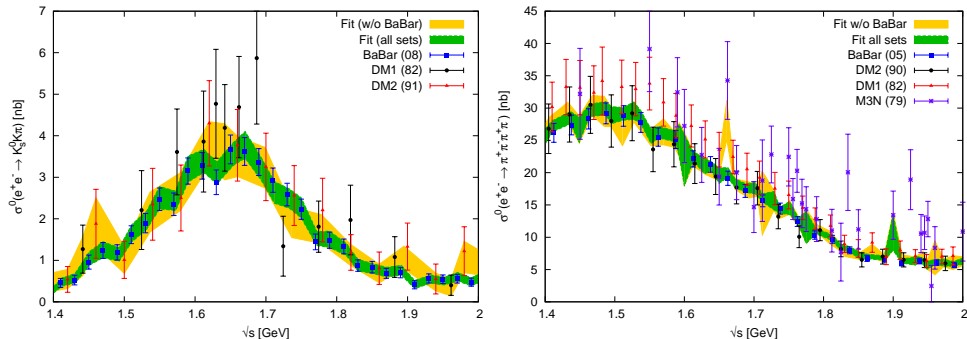 Fit (w/o BaBar)
Fit (all sets)
BaBar (08)
DM1 (82)
DM2 (91)
σ⁰(e⁺e⁻ → K⁰ₛKπ) [nb]
7
6
5
4
3
2
1
0
1.4 1.5 1.6 1.7 1.8 1.9 2
√s [GeV]
Fit w/o BaBar
Fit all sets
BaBar (05)
DM2 (90)
DM1 (82)
M3N (79)
σ⁰(e⁺e⁻ → π⁺π⁻π⁺π⁻) [nb]
45
40
35
30
25
20
15
10
5
0
1.4 1.5 1.6 1.7 1.8 1.9 2
√s [GeV]